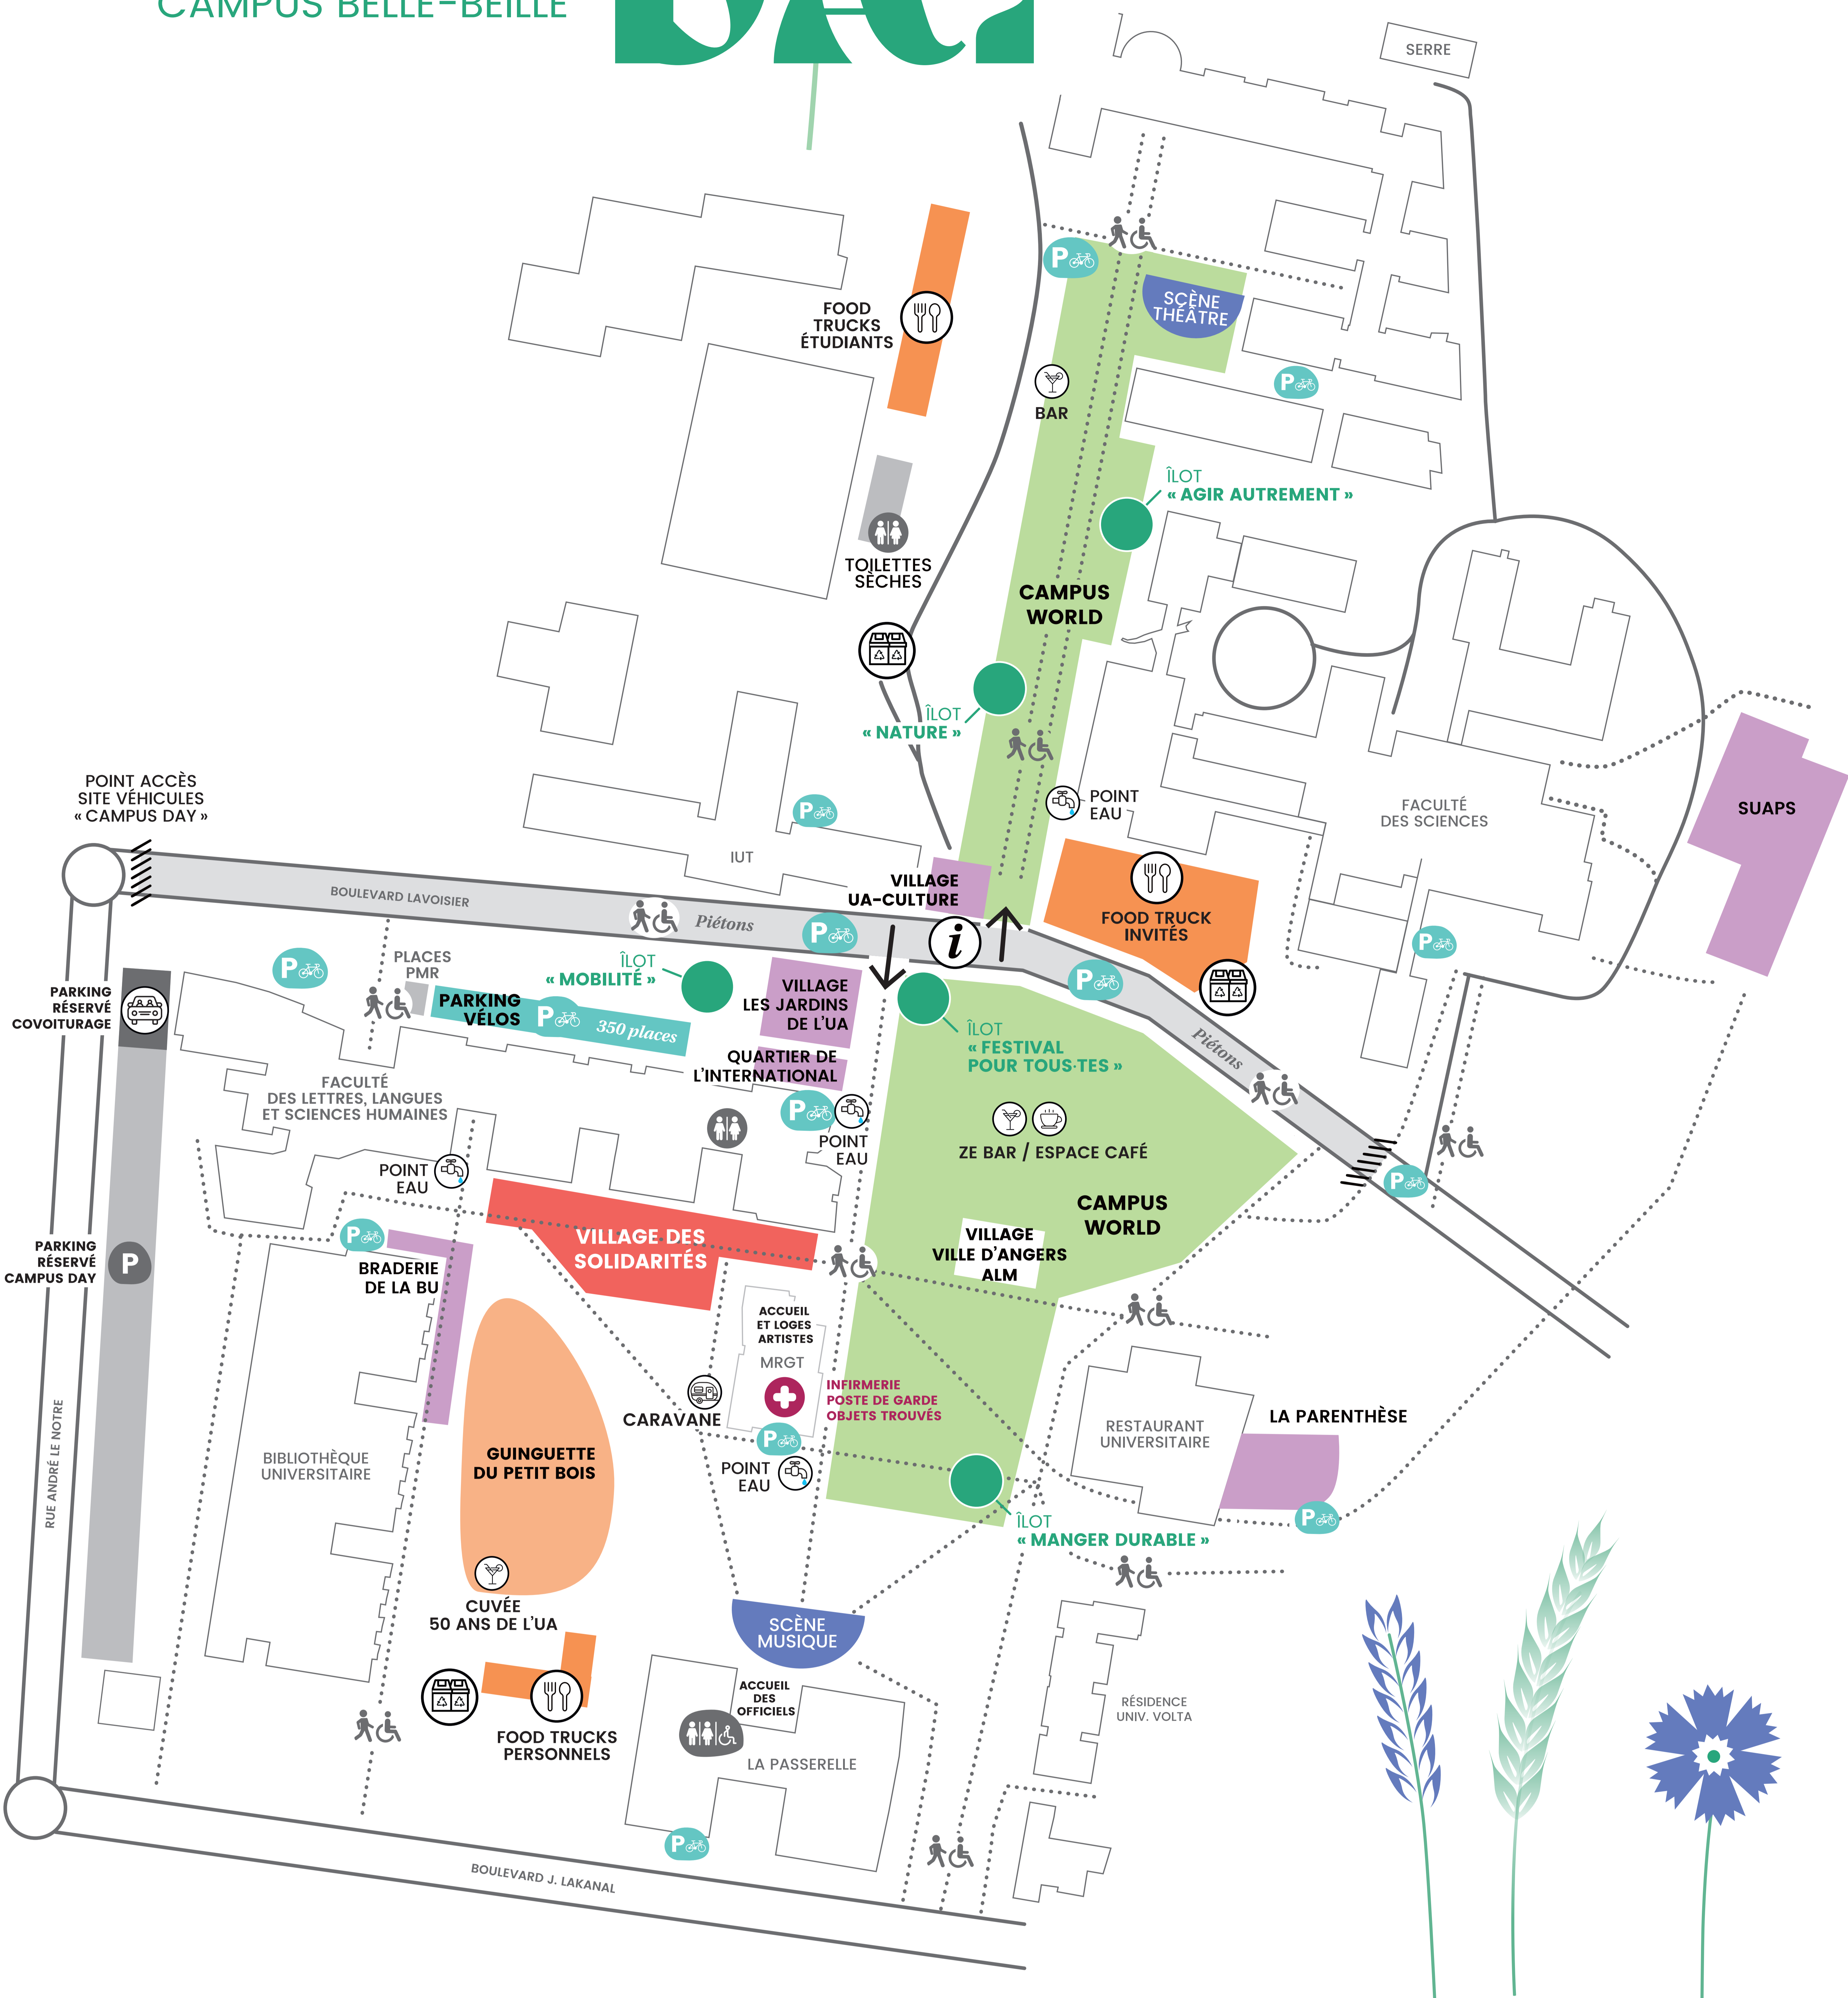 CAMPUS BELLE-BEILLE
SERRE
SCÈNE
THÉÂTRE
FOOD
TRUCKS
ÉTUDIANTS
BAR
ÎLOT
« AGIR AUTREMENT »
TOILETTES
SÈCHES
CAMPUS
WORLD
ÎLOT
« NATURE »
POINT ACCÈS
SITE VÉHICULES
« CAMPUS DAY »
POINT
EAU
FACULTÉ
DES SCIENCES
SUAPS
IUT
VILLAGE
UA-CULTURE
BOULEVARD LAVOISIER
Piétons
P
i
FOOD TRUCK
INVITÉS
PLACES
PMR
ÎLOT
« MOBILITÉ »
PARKING
RÉSERVÉ
COVOITURAGE
PARKING
VÉLOS
P
350 places
VILLAGE
LES JARDINS
DE L'UA
QUARTIER DE
L'INTERNATIONAL
ÎLOT
« FESTIVAL
POUR TOUS·TES »
Piétons
FACULTÉ
DES LETTRES, LANGUES
ET SCIENCES HUMAINES
POINT
EAU
ZE BAR / ESPACE CAFÉ
POINT
EAU
CAMPUS
WORLD
VILLAGE DES
SOLIDARITÉS
VILLAGE
VILLE D'ANGERS
ALM
PARKING
RÉSERVÉ
CAMPUS DAY
P
BRADERIE
DE LA BU
ACCUEIL
ET LOGES
ARTISTES
MRGT
INFIRMERIE
POSTE DE GARDE
OBJETS TROUVÉS
CARAVANE
RESTAURANT
UNIVERSITAIRE
LA PARENTHÈSE
BIBLIOTHÈQUE
UNIVERSITAIRE
GUINGUETTE
DU PETIT BOIS
POINT
EAU
RUE ANDRÉ LE NOTRE
ÎLOT
« MANGER DURABLE »
CUVÉE
50 ANS DE L'UA
SCÈNE
MUSIQUE
ACCUEIL
DES
OFFICIELS
FOOD TRUCKS
PERSONNELS
LA PASSERELLE
RÉSIDENCE
UNIV. VOLTA
BOULEVARD J. LAKANAL